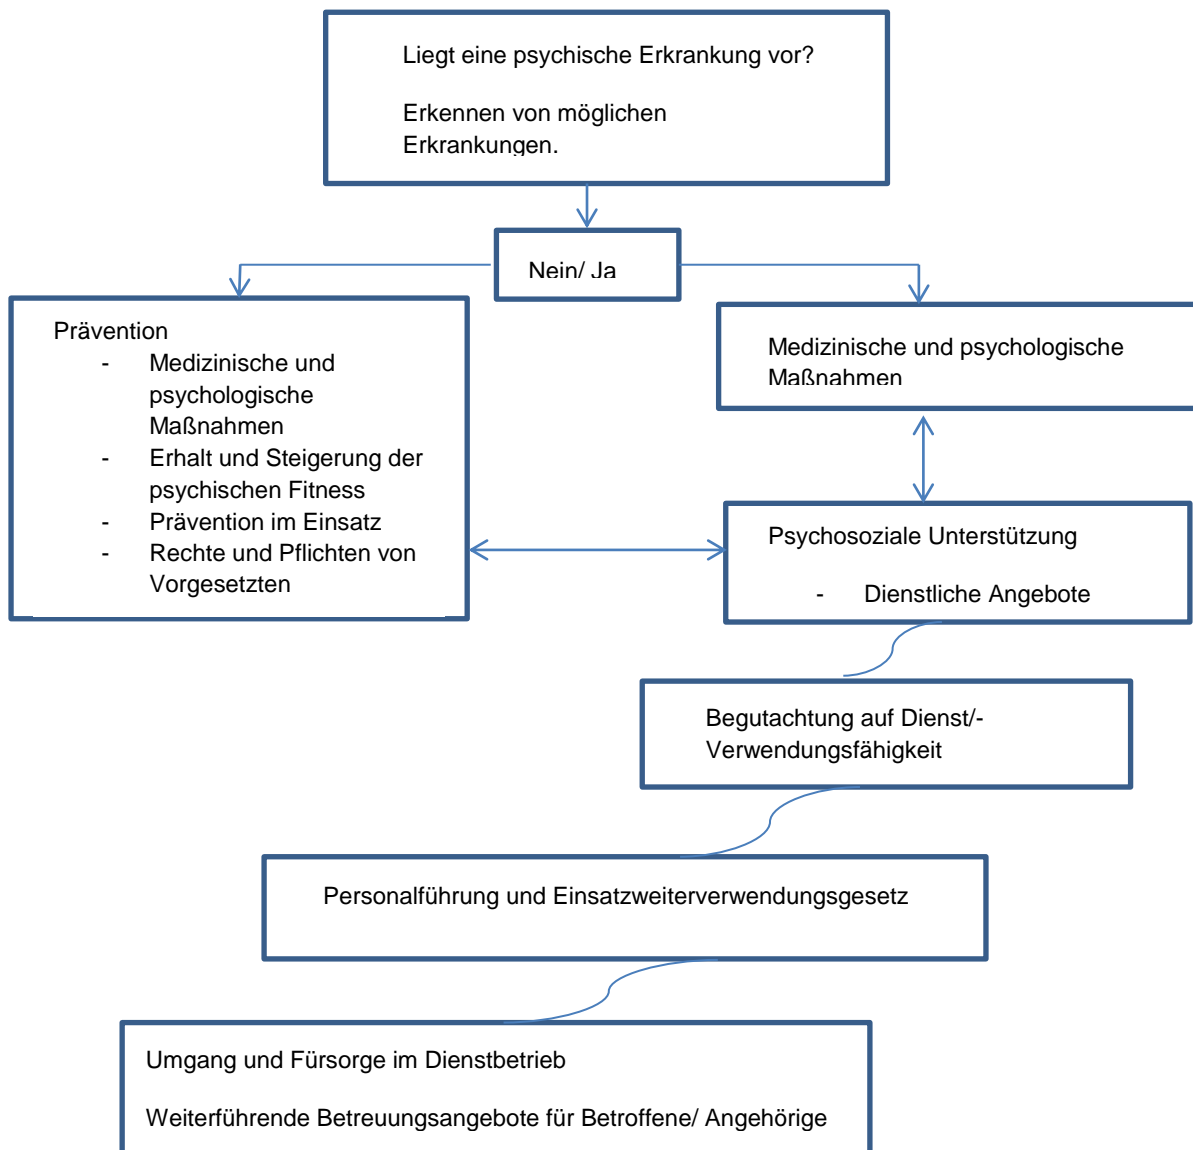 Liegt eine psychische Erkrankung vor?
Erkennen von möglichen
Erkrankungen.
Nein/ Ja
Prävention
- Medizinische und
psychologische
Maßnahmen
- Erhalt und Steigerung der
psychischen Fitness
- Prävention im Einsatz
- Rechte und Pflichten von
Vorgesetzten
Medizinische und psychologische
Maßnahmen
Psychosoziale Unterstützung
- Dienstliche Angebote
Begutachtung auf Dienst/-
Verwendungsfähigkeit
Personalführung und Einsatzweiterverwendungsgesetz
Umgang und Fürsorge im Dienstbetrieb
Weiterführende Betreuungsangebote für Betroffene/ Angehörige